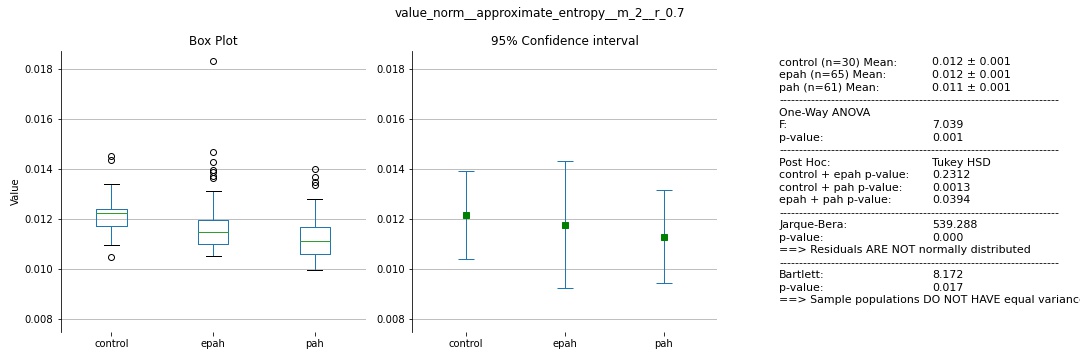 value_norm__approximate_entropy__m_2__r_0.7
Box Plot
Value
0.018
0.016
0.014
0.012
0.010
0.008
control
epah
pah
95% Confidence interval
0.018
0.016
0.014
0.012
0.010
0.008
control
epah
pah
control (n=30) Mean: 0.012 ± 0.001
epah (n=65) Mean: 0.012 ± 0.001
pah (n=61) Mean: 0.011 ± 0.001
One-Way ANOVA
F: 7.039
p-value: 0.001
Post Hoc: Tukey HSD
control + epah p-value: 0.2312
control + pah p-value: 0.0013
epah + pah p-value: 0.0394
Jarque-Bera: 539.288
p-value: 0.000
==> Residuals ARE NOT normally distributed
Bartlett: 8.172
p-value: 0.017
==> Sample populations DO NOT HAVE equal varianc